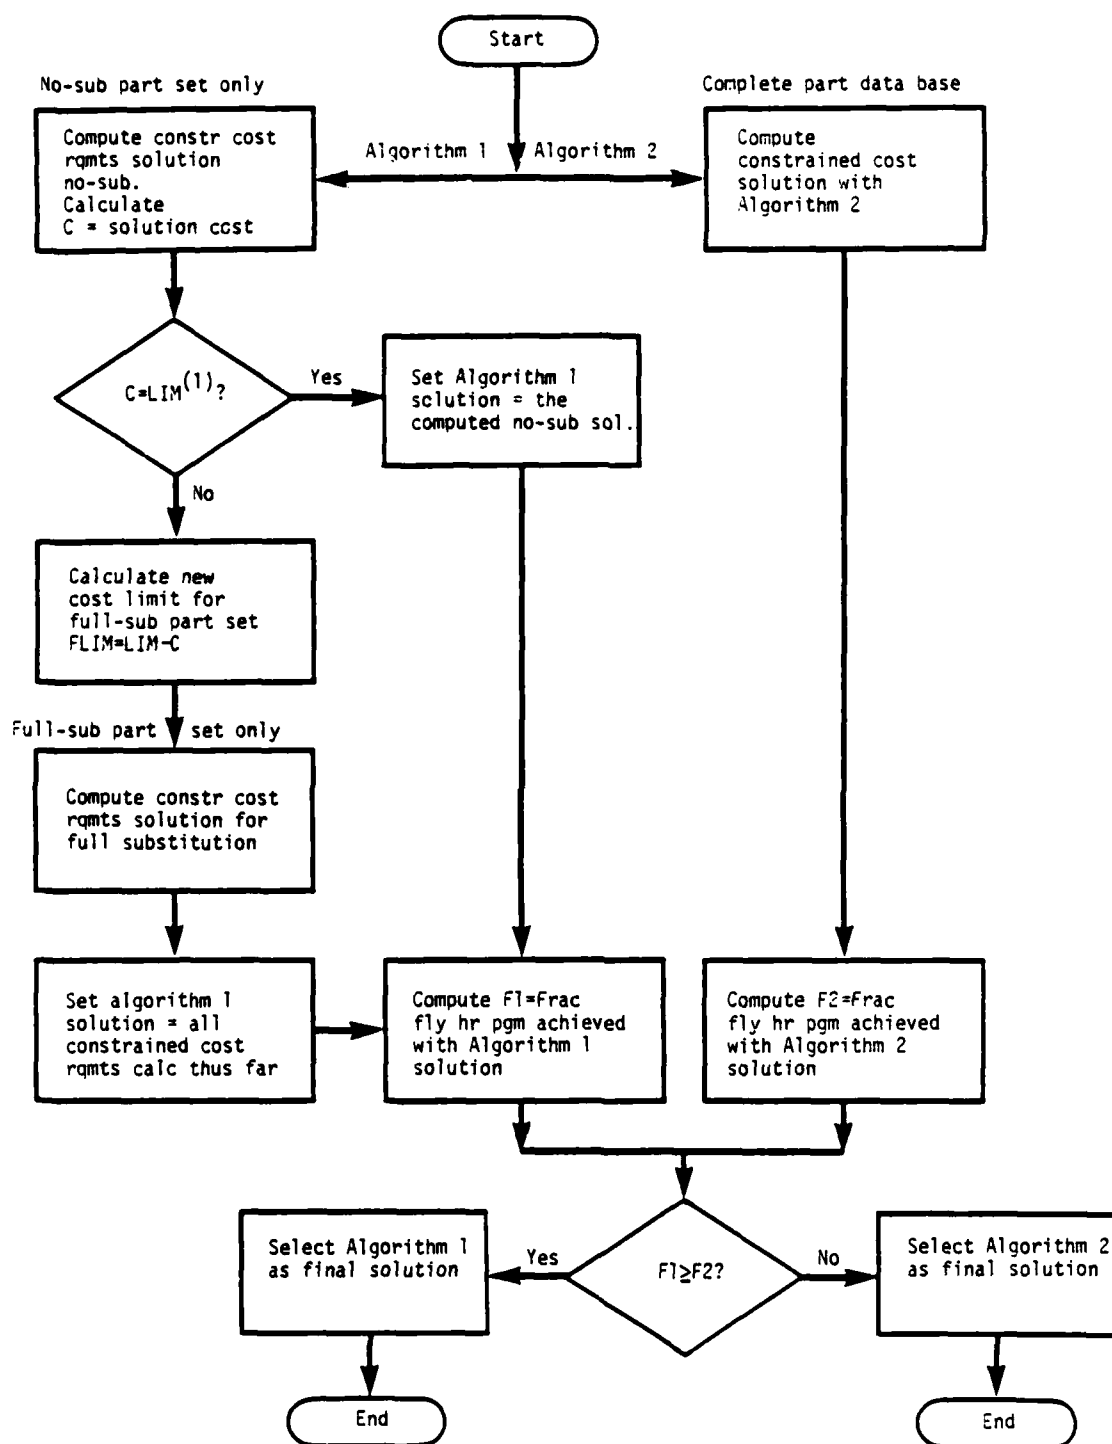 Start
No-sub part set only
Complete part data base
Compute constr cost
rqmts solution
no-sub.
Calculate
C = solution cost
Algorithm 1
Algorithm 2
Compute
constrained cost
solution with
Algorithm 2
C=LIM(1)?
Yes
Set Algorithm 1
solution = the
computed no-sub sol.
No
Calculate new
cost limit for
full-sub part set
FLIM=LIM-C
Full-sub part set only
Compute constr cost
rqmts solution for
full substitution
Set algorithm 1
solution = all
constrained cost
rqmts calc thus far
Compute F1=Frac
fly hr pgm achieved
with Algorithm 1
solution
Compute F2=Frac
fly hr pgm achieved
with Algorithm 2
solution
Select Algorithm 1
as final solution
Yes
F1≥F2?
No
Select Algorithm 2
as final solution
End
End